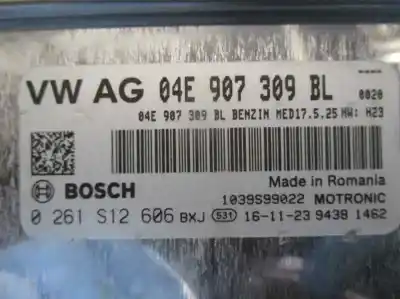 VW AG 04E 907 309 BL 0020
04E 907 309 BL BENZIN MED17.5.25 HW: H23
Made in Romania
BOSCH 1039S99022 MOTRONIC
0 261 S12 606 BXJ 531 16-11-23 9438 1462